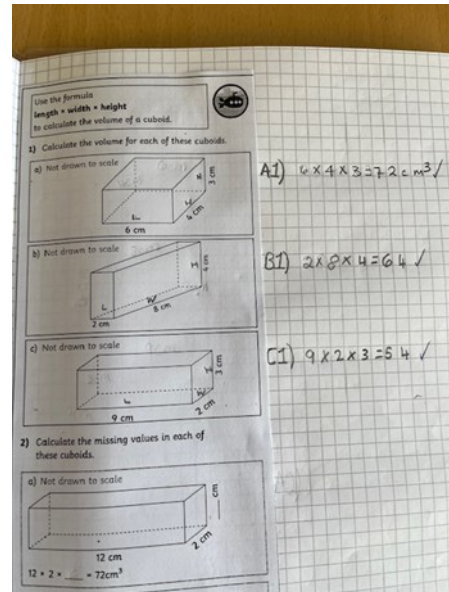 Use the formula
length × width × height
to calculate the volume of a cuboid.
1) Calculate the volume for each of these cuboids.
a) Not drawn to scale
H
3 cm
W
4 cm
L
6 cm
A1) 6 x 4 x 3 = 72 cm³ ✓
b) Not drawn to scale
H
4 cm
L
W
8 cm
2 cm
B1) 2 x 8 x 4 = 64 ✓
c) Not drawn to scale
H
3 cm
L
W
2 cm
9 cm
C1) 9 x 2 x 3 = 54 ✓
2) Calculate the missing values in each of
these cuboids.
a) Not drawn to scale
___ cm
2 cm
12 cm
12 × 2 × ___ = 72cm³